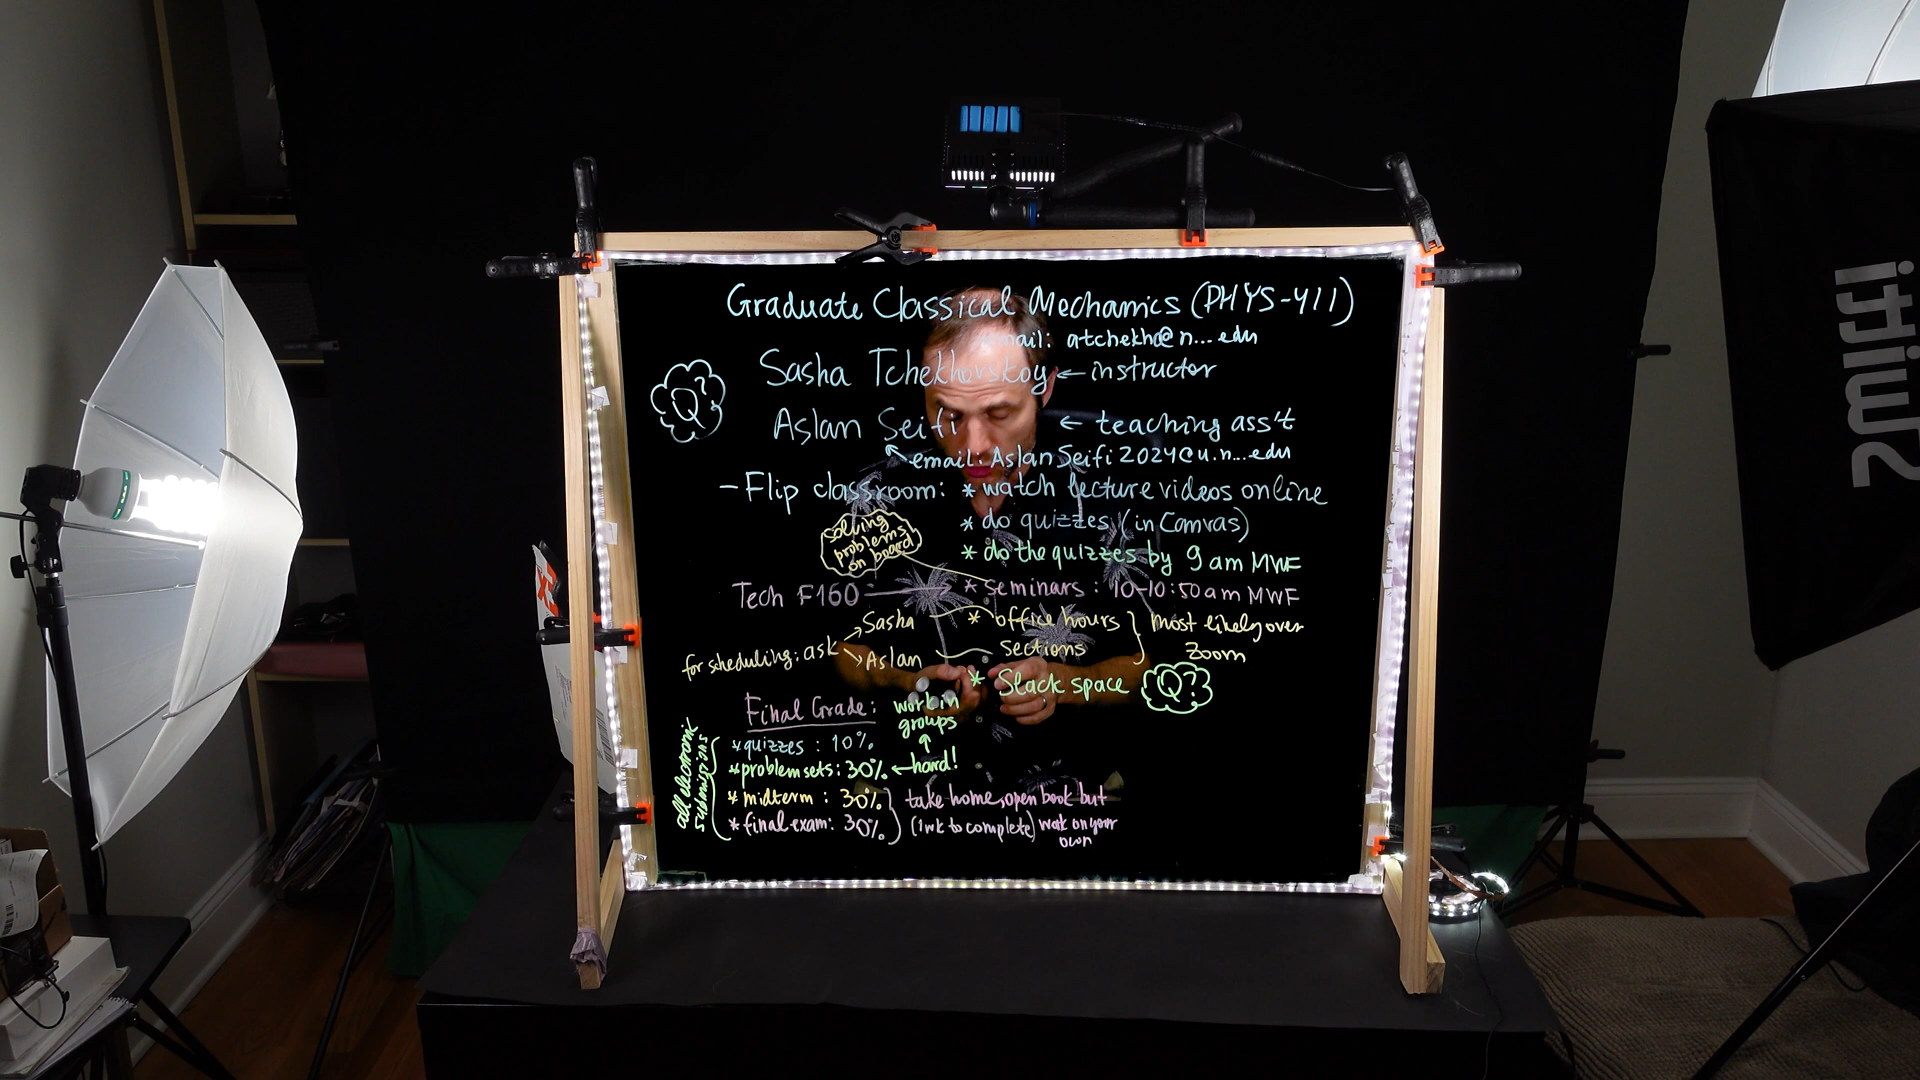 Graduate Classical Mechanics (PHYS-411)
email: atchekho@n...edu
Sasha Tchekhovskoy ← instructor
Q?
Aslan Seifi ← teaching ass't
email: AslanSeifi2024@u.n...edu
- Flip classroom: * watch lecture videos online
* do quizzes (in Canvas)
solving
problems
on board
* do the quizzes by 9am MWF
Tech F160 * seminars: 10-10:50am MWF
Sasha * office hours
for scheduling: ask
Aslan sections
most likely over
zoom
* Slack space Q?
Final Grade:
work in
groups
all electronic
submissions
* quizzes: 10%
* problem sets: 30% ← hard!
* midterm: 30%
* final exam: 30%
take home, open book but
(1wk to complete) work on your
own
Swiftti